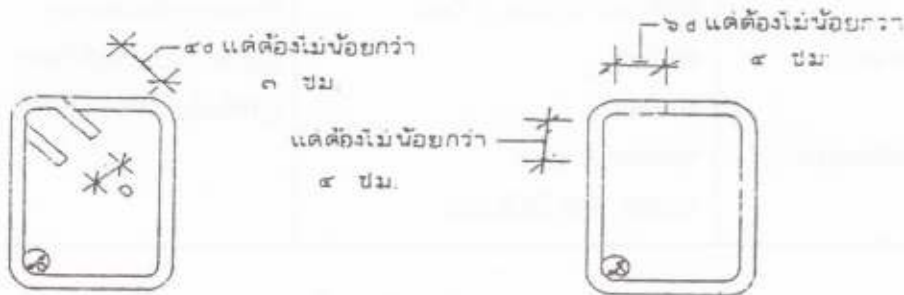 ๔d แต่ต้องไม่น้อยกว่า
๓ ซม.
แต่ต้องไม่น้อยกว่า
๔ ซม.
๖d แต่ต้องไม่น้อยกว่า
๔ ซม.